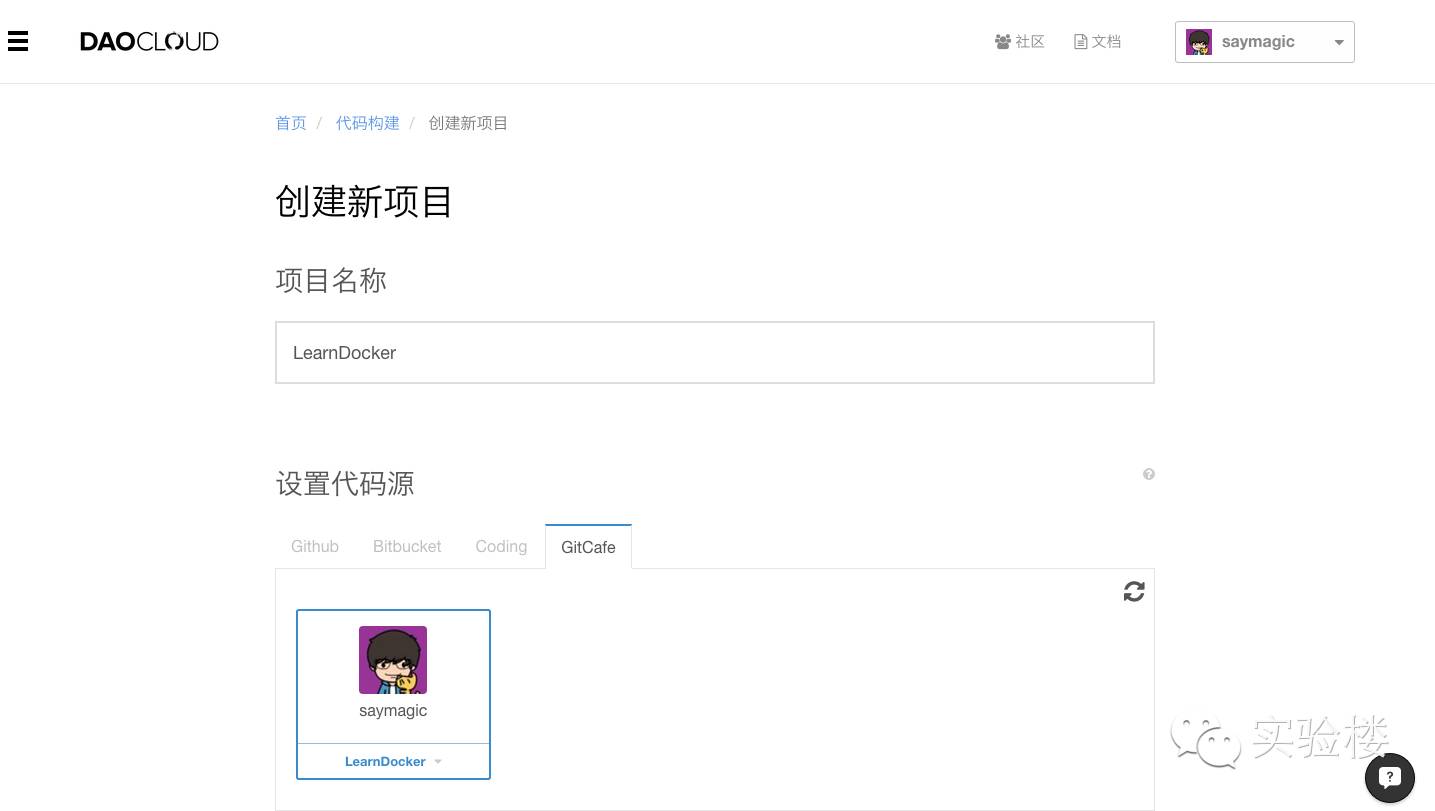 DAOCLOUD
社区 文档 saymagic
首页 / 代码构建 / 创建新项目
创建新项目
项目名称
LearnDocker
设置代码源
?
Github Bitbucket Coding GitCafe
saymagic
LearnDocker
实验楼
?